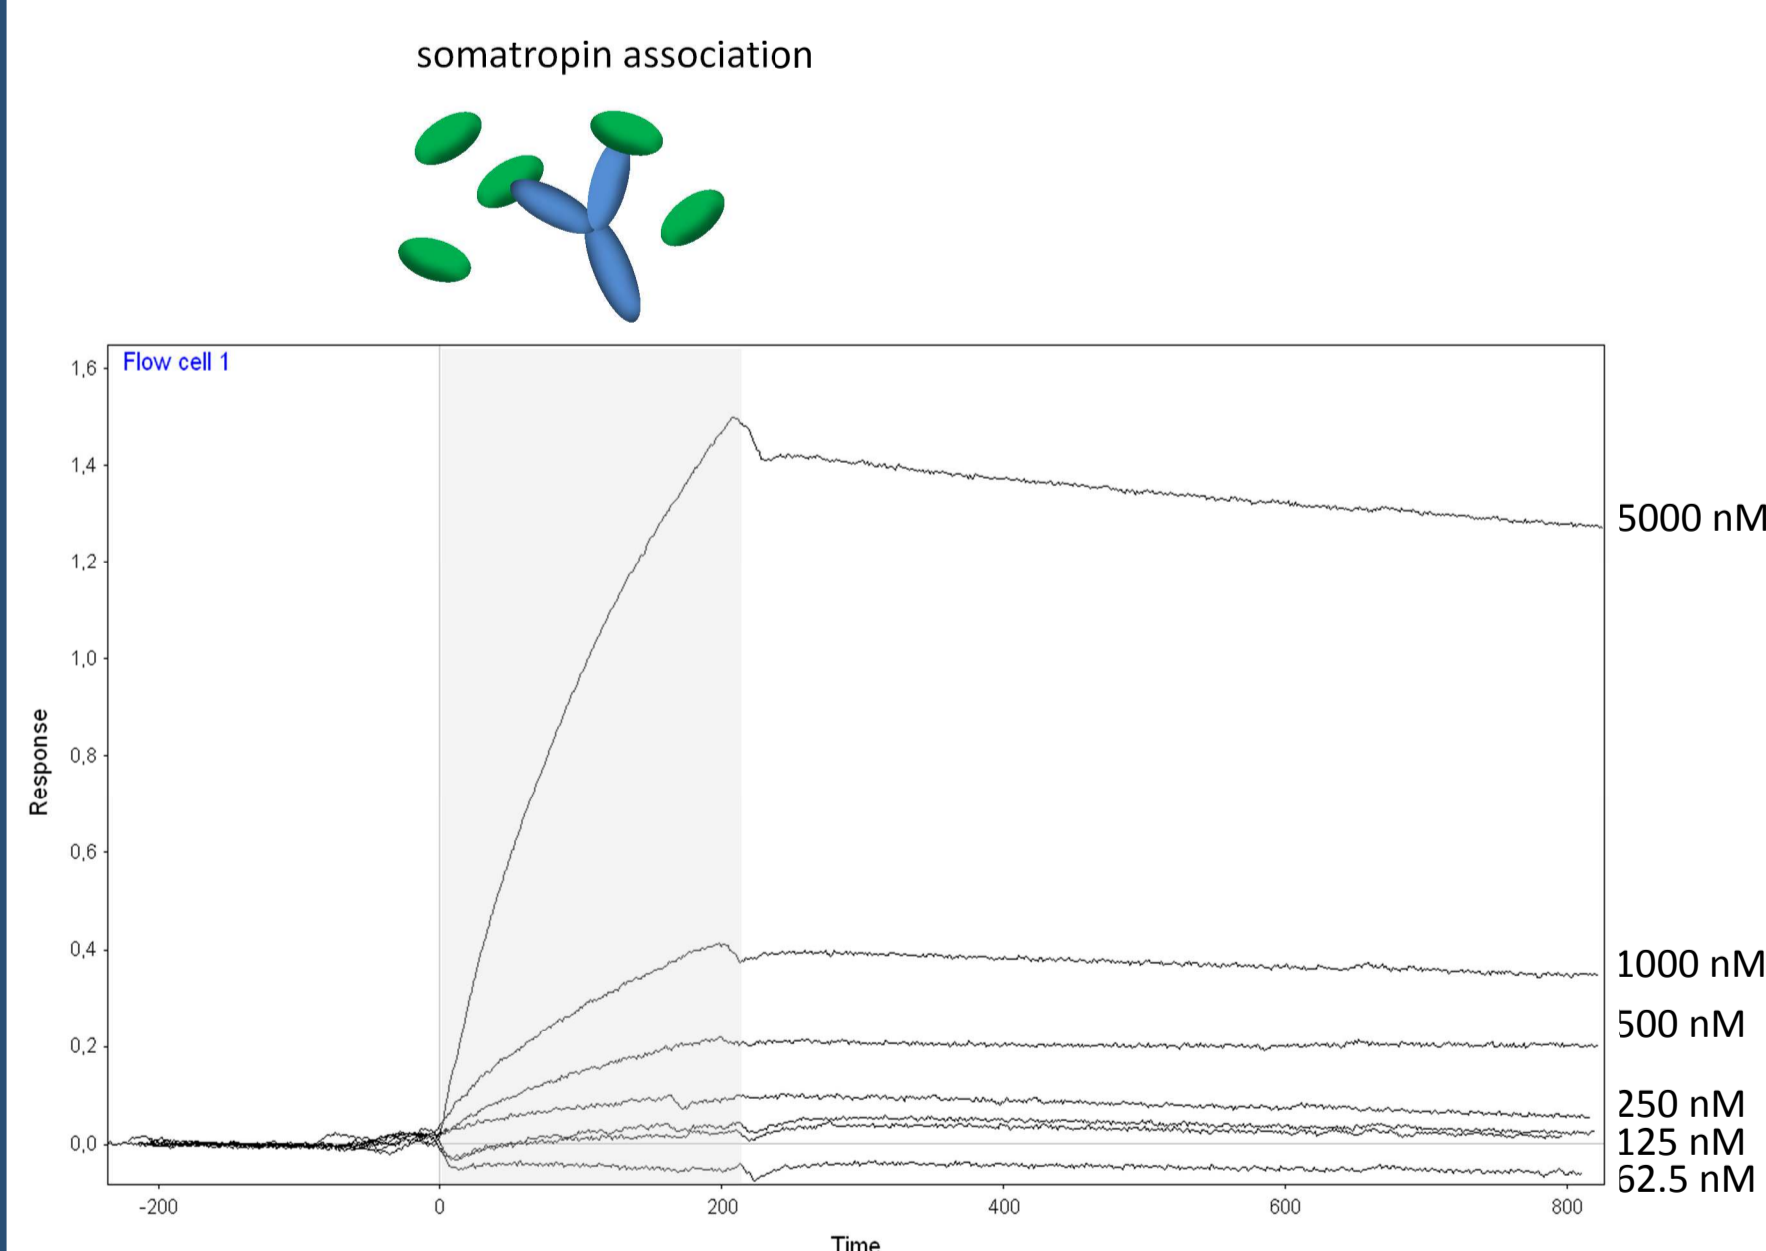 somatropin association
Flow cell 1
1,6
1,4
1,2
1,0
0,8
0,6
0,4
0,2
0,0
Response
-200
0
200
400
600
800
Time
5000 nM
1000 nM
500 nM
250 nM
125 nM
62.5 nM